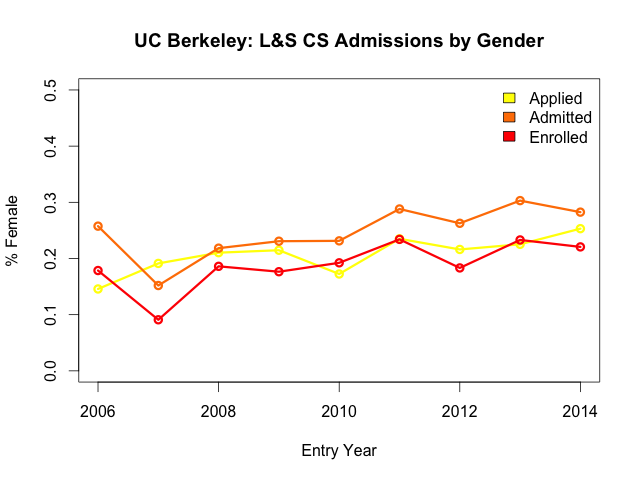 UC Berkeley: L&S CS Admissions by Gender
Applied
Admitted
Enrolled
% Female
0.5
0.4
0.3
0.2
0.1
0.0
2006 2008 2010 2012 2014
Entry Year